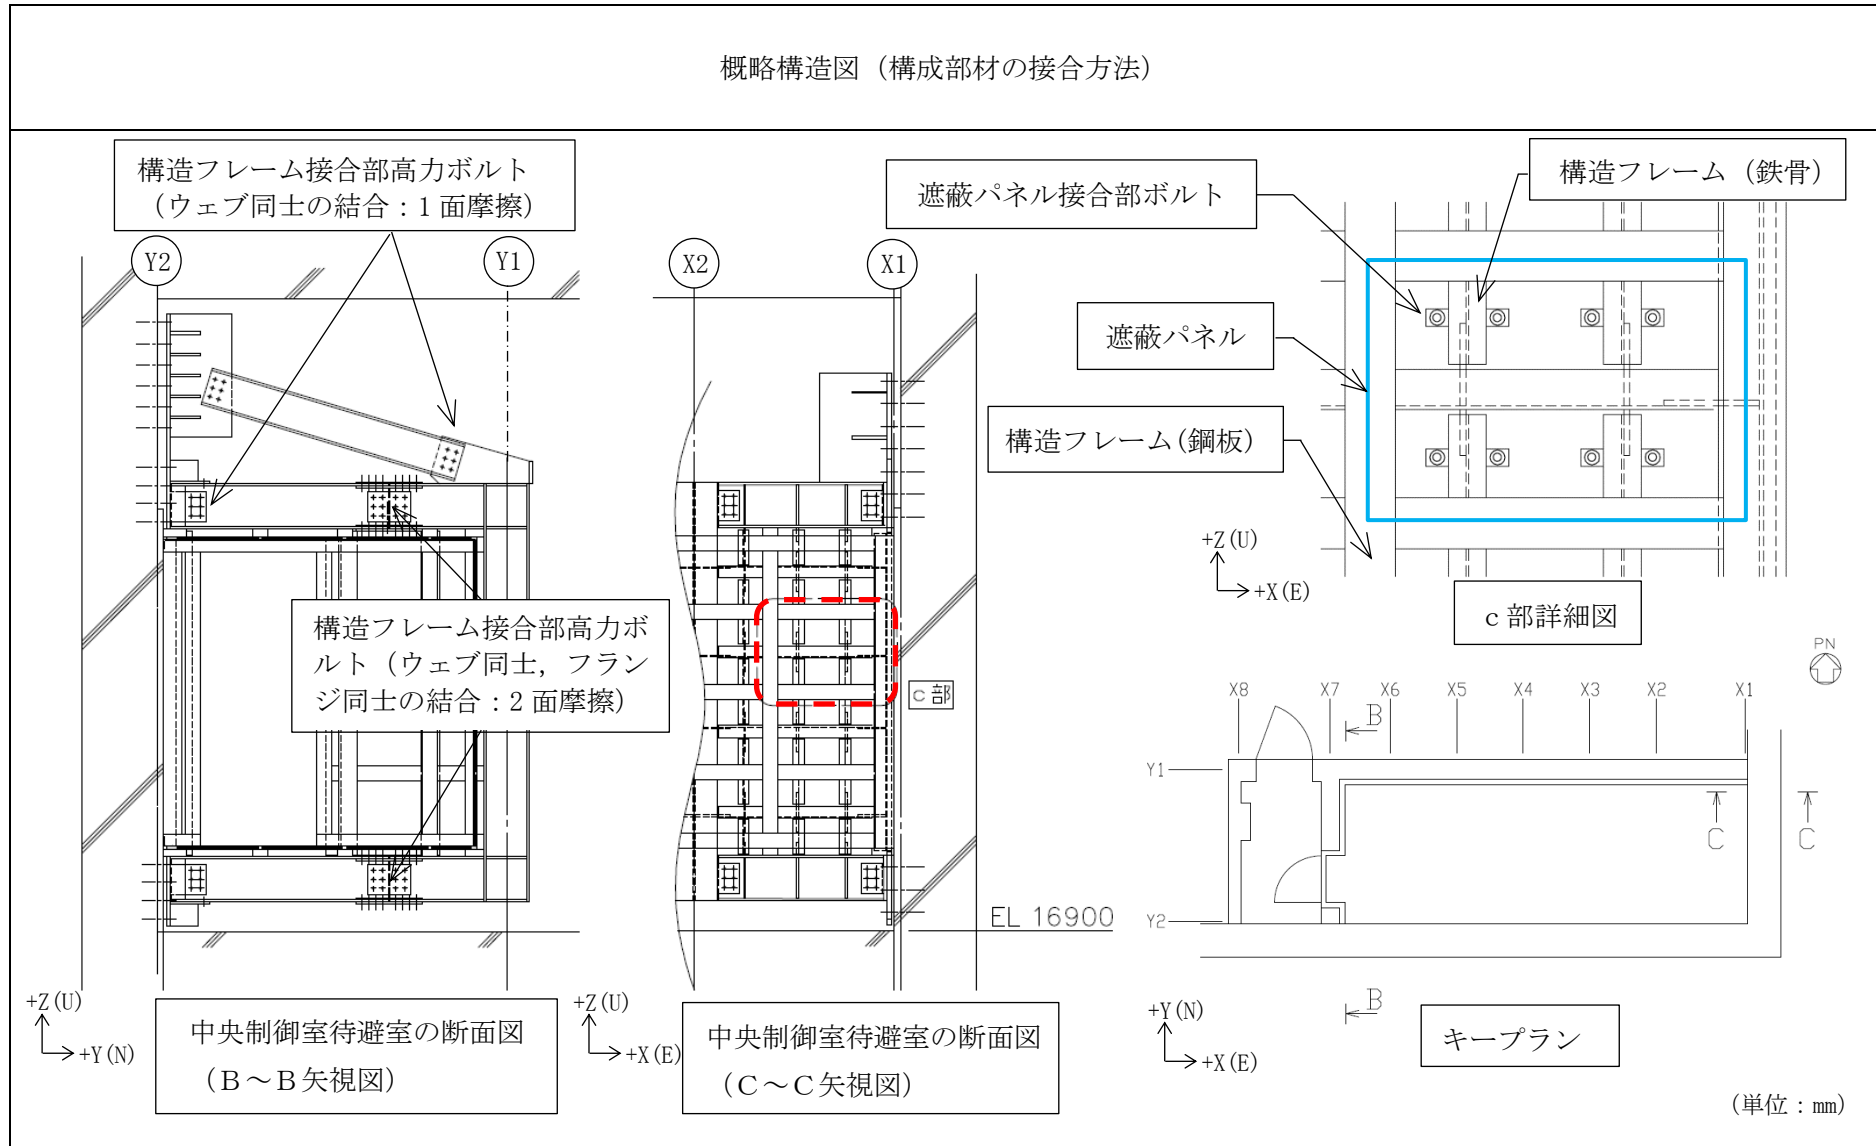 概略構造図（構成部材の接合方法）
構造フレーム接合部高力ボルト
（ウェブ同士の結合：1面摩擦）
Y2
Y1
構造フレーム接合部高力ボ
ルト（ウェブ同士，フラン
ジ同士の結合：2面摩擦）
+Z(U)
+Y(N)
中央制御室待避室の断面図
（B～B矢視図）
X2
X1
c部
EL 16900
+Z(U)
+X(E)
中央制御室待避室の断面図
（C～C矢視図）
遮蔽パネル接合部ボルト
構造フレーム（鉄骨）
遮蔽パネル
構造フレーム(鋼板)
+Z(U)
+X(E)
c部詳細図
PN
X8 X7 X6 X5 X4 X3 X2 X1
B
Y1
C C
Y2
B
+Y(N)
+X(E)
キープラン
（単位：mm）